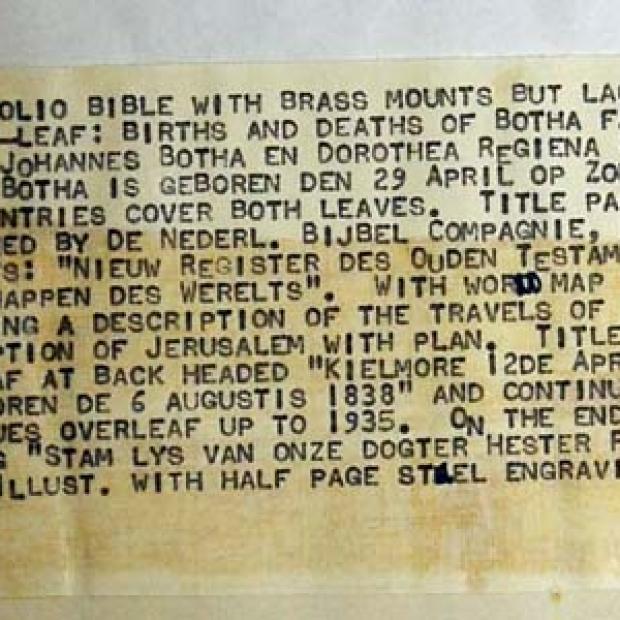 OLIO BIBLE WITH BRASS MOUNTS BUT LA
LEAF: BIRTHS AND DEATHS OF BOTHA F
JOHANNES BOTHA EN DOROTHEA REGIENA
BOTHA IS GEBOREN DEN 29 APRIL OP ZO
NTRIES COVER BOTH LEAVES. TITLE PA
ED BY DE NEDERL. BIJBEL COMPAGNIE,
S: "NIEUW REGISTER DES OUDEN TESTAM
HAPPEN DES WERELTS". WITH WORLD MAP
NG A DESCRIPTION OF THE TRAVELS OF
PTION OF JERUSALEM WITH PLAN. TITLE
AF AT BACK HEADED "KIELMORE 12DE APR
OREN DE 6 AUGUSTIS 1838" AND CONTINU
UES OVERLEAF UP TO 1935. ON THE END
G "STAM LYS VAN ONZE DOGTER HESTER
ILLUST. WITH HALF PAGE STEEL ENGRAVI